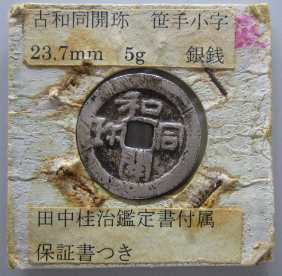 古和同開珎 笹手小字
23.7mm 5g 銀銭
和
同
開
珎
田中桂治鑑定書付属
保証書つき